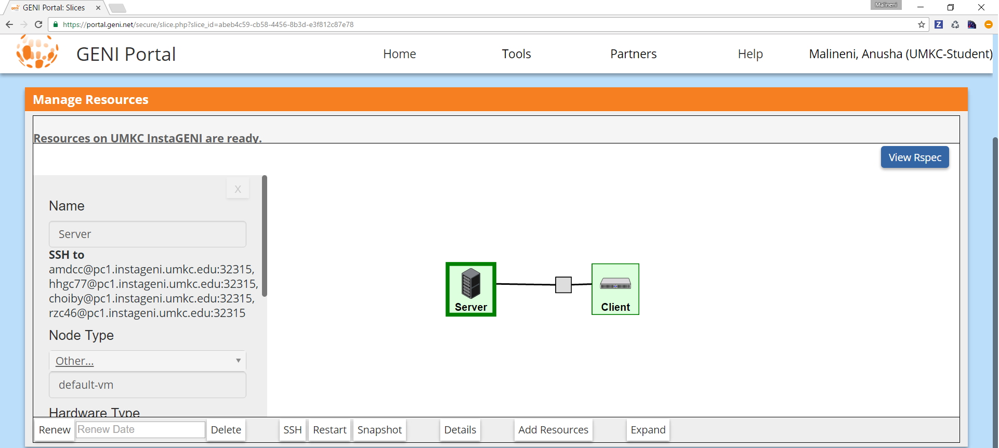 GENI Portal: Slices
Malineni
https://portal.geni.net/secure/slice.php?slice_id=abeb4c59-cb58-4456-8b3d-e3f812c87e78
Z
geni
GENI Portal
Home
Tools
Partners
Help
Malineni, Anusha (UMKC-Student)
Manage Resources
Resources on UMKC InstaGENI are ready.
View Rspec
X
Name
Server
SSH to
amdcc@pc1.instageni.umkc.edu:32315,
hhgc77@pc1.instageni.umkc.edu:32315,
choiby@pc1.instageni.umkc.edu:32315,
rzc46@pc1.instageni.umkc.edu:32315
Node Type
Other...
default-vm
Hardware Type
Server
Client
Renew
Renew Date
Delete
SSH
Restart
Snapshot
Details
Add Resources
Expand